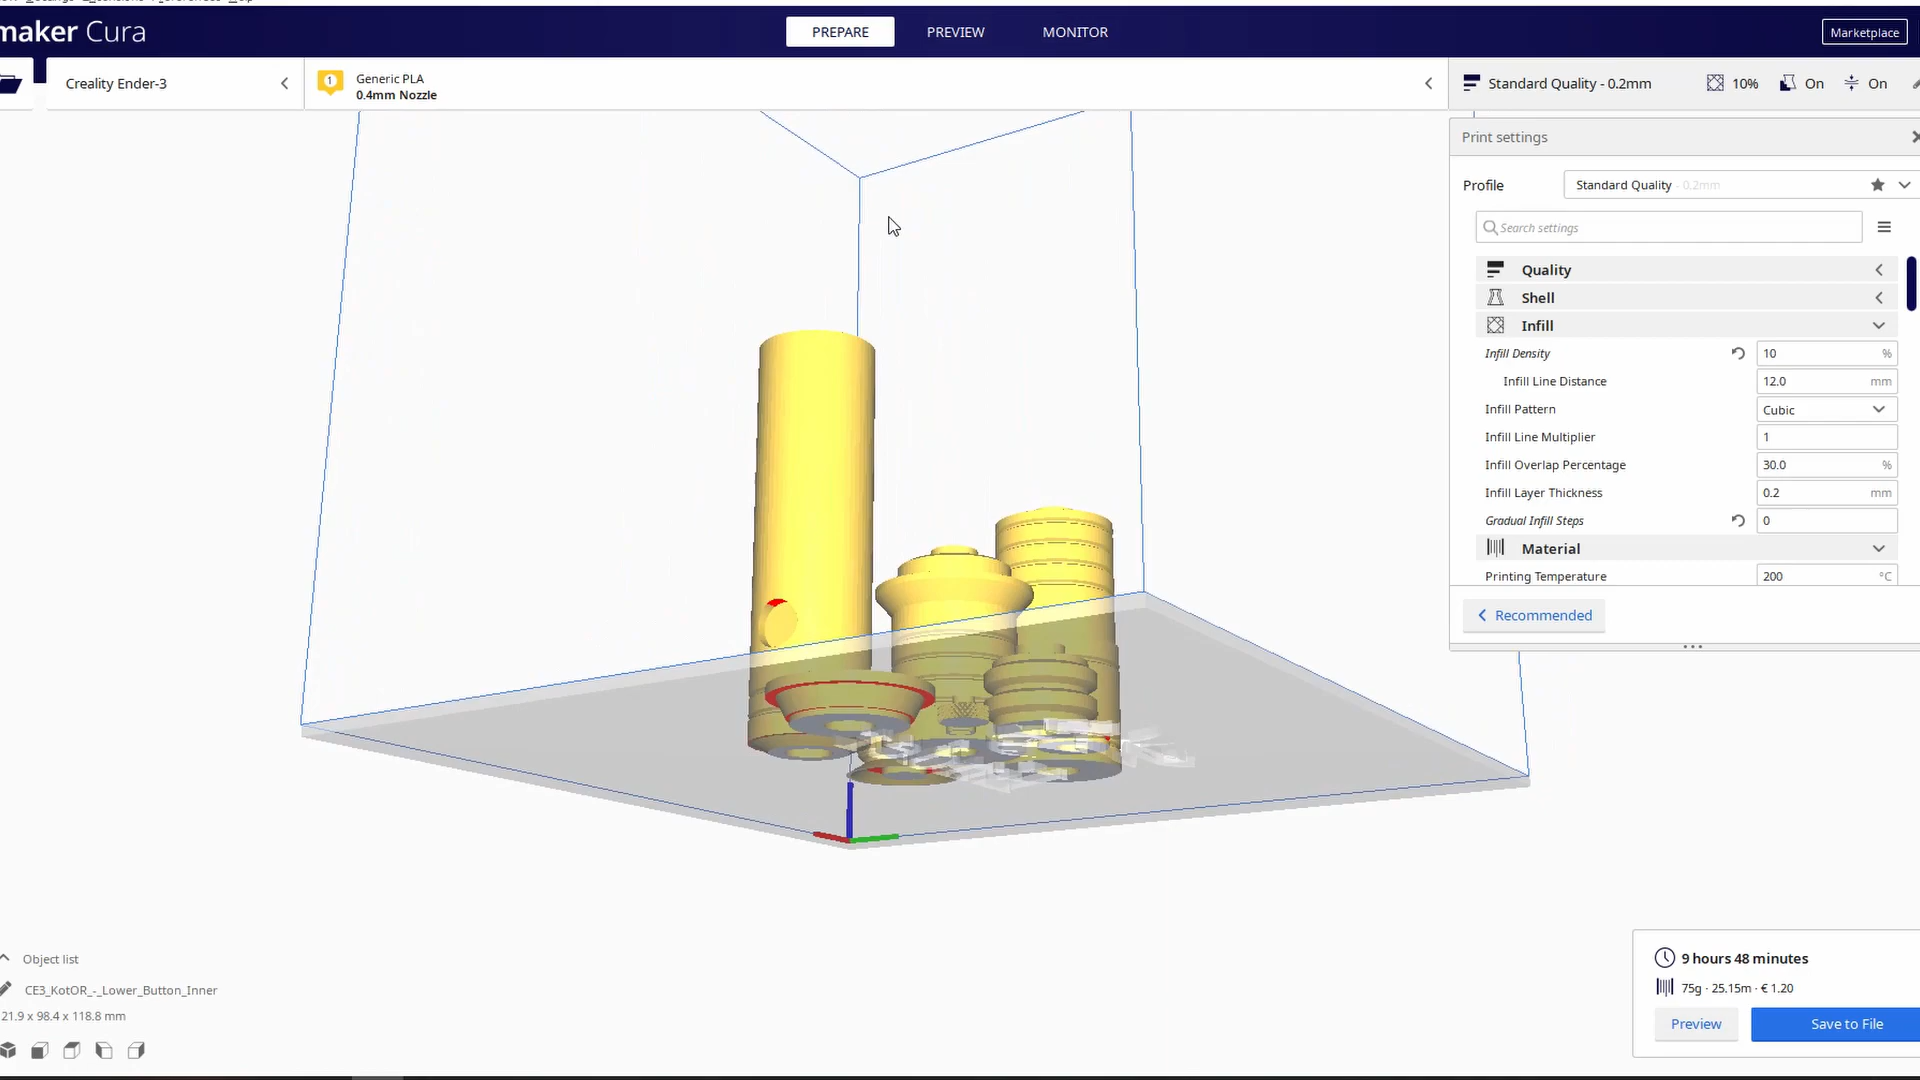 maker Cura
PREPARE
PREVIEW
MONITOR
Marketplace
Creality Ender-3
1
Generic PLA
0.4mm Nozzle
Standard Quality - 0.2mm
10%
On
On
Print settings
Profile
Standard Quality - 0.2mm
Search settings
Quality
Shell
Infill
Infill Density
10 %
Infill Line Distance
12.0 mm
Infill Pattern
Cubic
Infill Line Multiplier
1
Infill Overlap Percentage
30.0 %
Infill Layer Thickness
0.2 mm
Gradual Infill Steps
0
Material
Printing Temperature
200 °C
Recommended
Object list
CE3_KotOR_-_Lower_Button_Inner
21.9 x 98.4 x 118.8 mm
9 hours 48 minutes
75g · 25.15m · € 1.20
Preview
Save to File